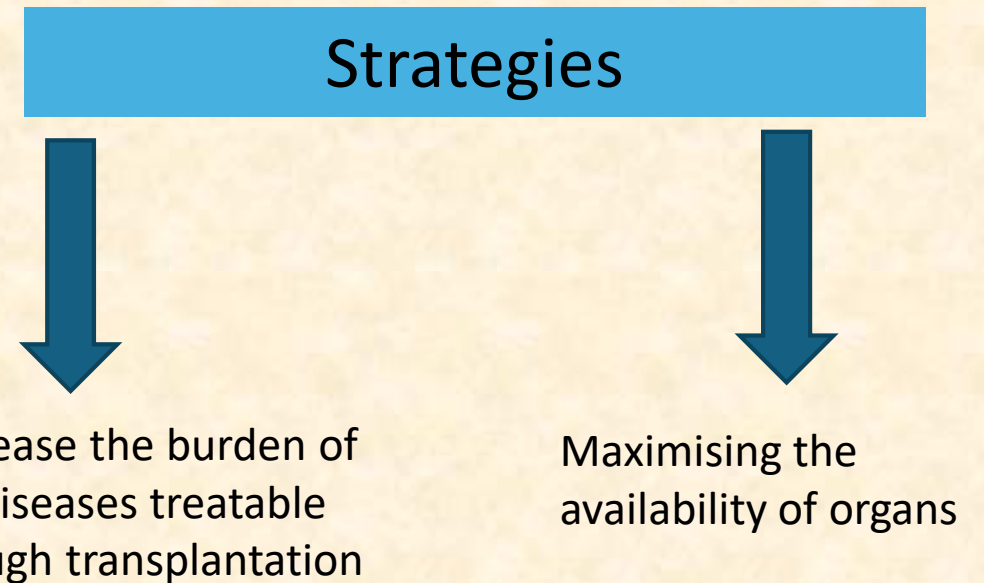 Strategies
ease the burden of
iseases treatable
ugh transplantation
Maximising the
availability of organs